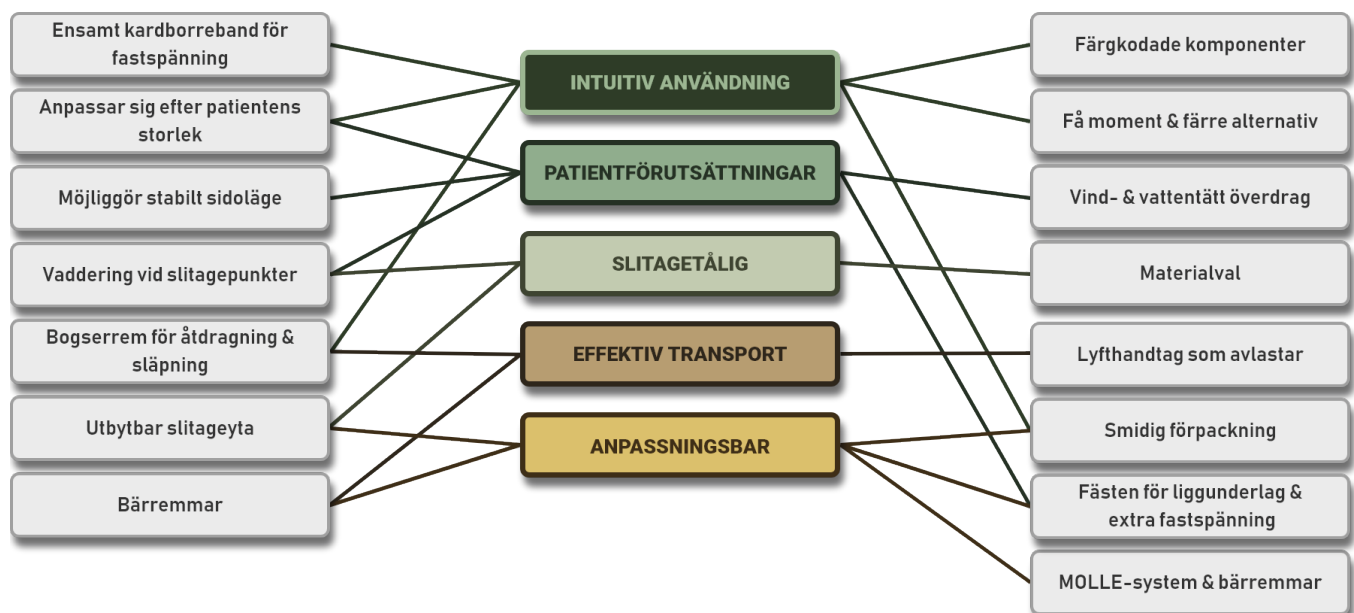 Ensamt kardborreband för
fastspänning
Anpassar sig efter patientens
storlek
Möjliggör stabilt sidoläge
Vaddering vid slitagepunkter
Bogserrem för åtdragning &
släpning
Utbytbar slitageyta
Bärremmar
INTUITIV ANVÄNDNING
PATIENTFÖRUTSÄTTNINGAR
SLITAGETÅLIG
EFFEKTIV TRANSPORT
ANPASSNINGSBAR
Färgkodade komponenter
Få moment & färre alternativ
Vind- & vattentätt överdrag
Materialval
Lyfthandtag som avlastar
Smidig förpackning
Fästen för liggunderlag &
extra fastspänning
MOLLE-system & bärremmar